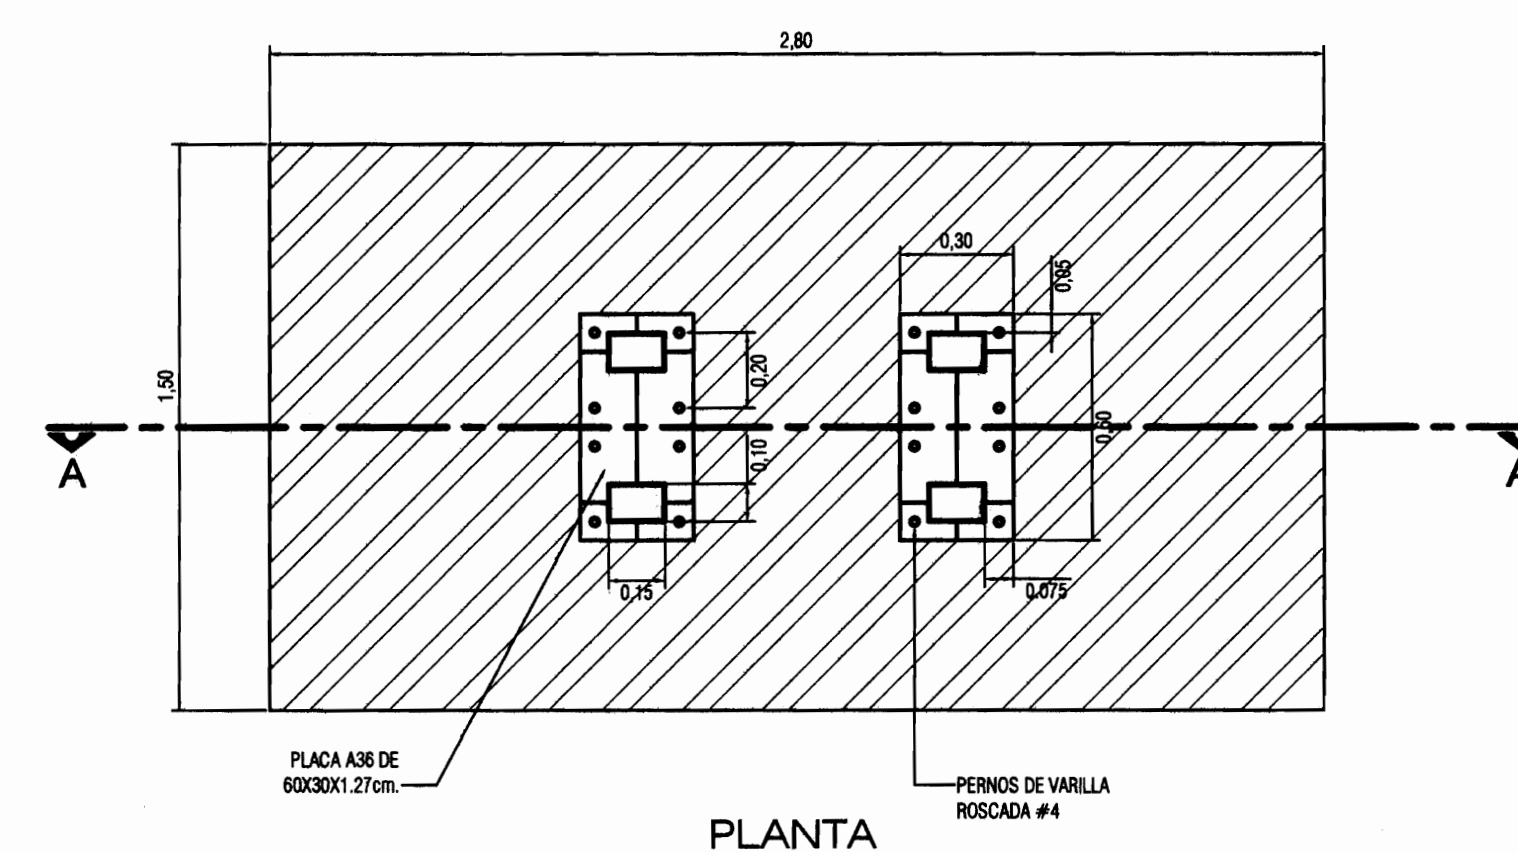 2,80
0,30
0,05
1,50
0,20
0,60
0,10
A
A
0,15
0.075
PLACA A36 DE
60X30X1.27cm.
PERNOS DE VARILLA
ROSCADA #4
PLANTA